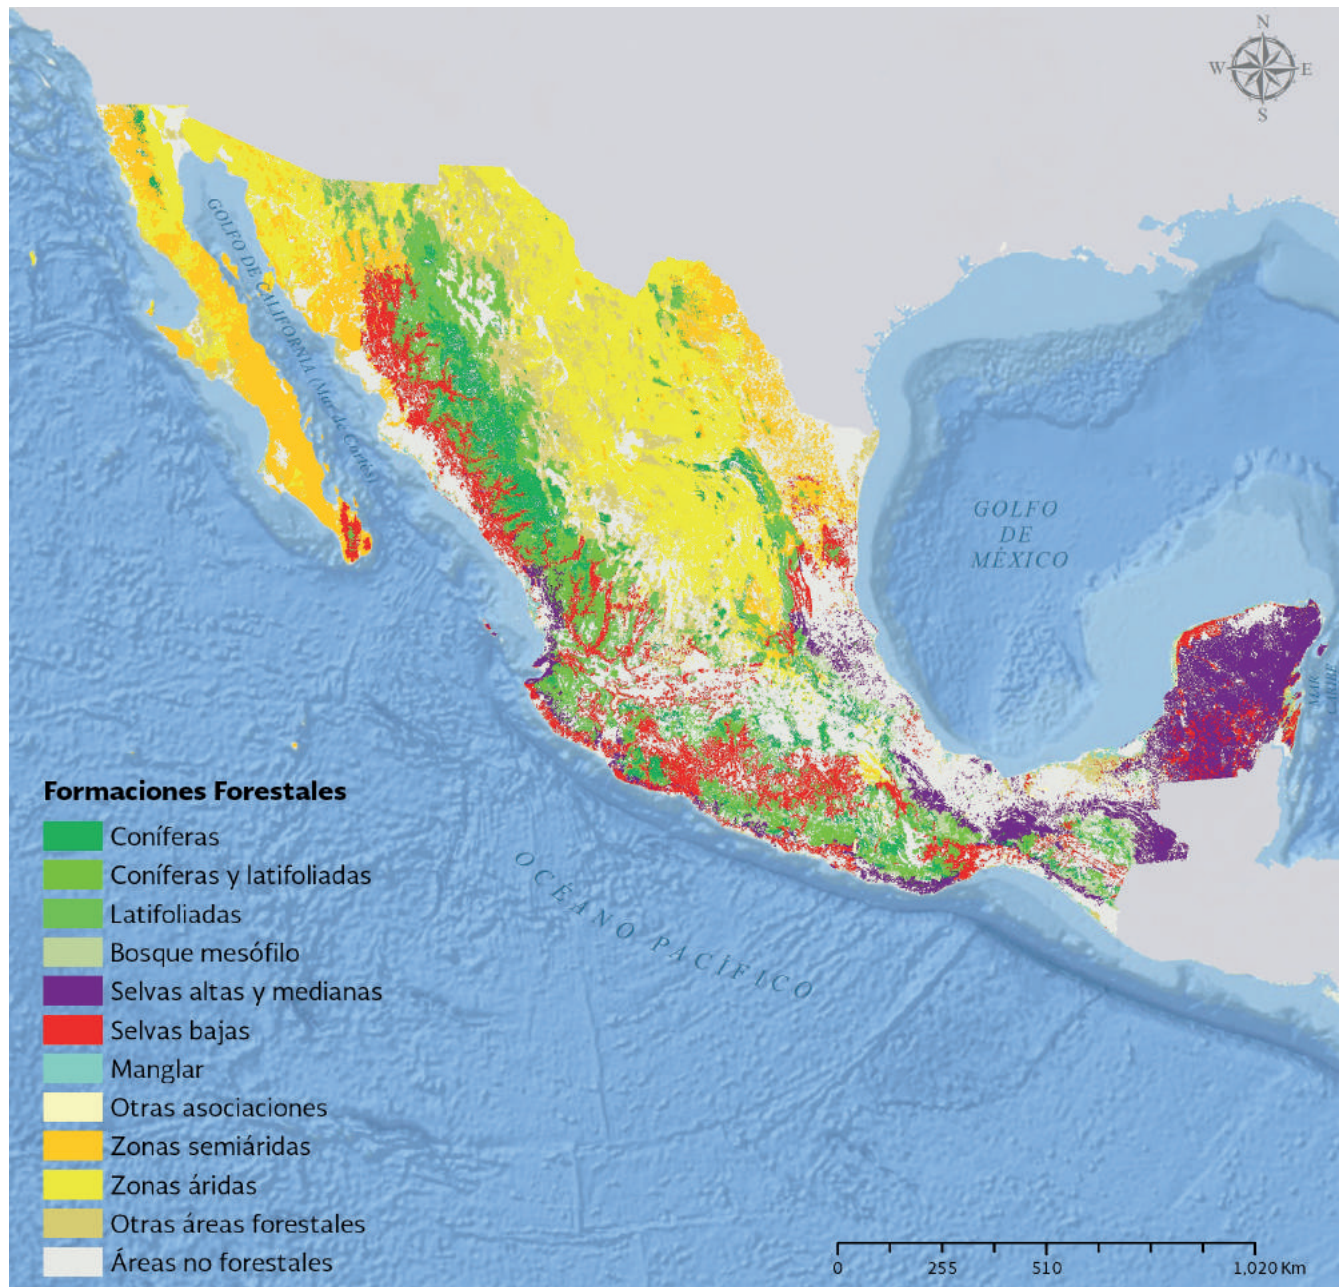 N
W E
S
GOLFO DE CALIFORNIA (Mar de Cortés)
GOLFO
DE
MÉXICO
MAR
CARIBE
OCÉANO PACÍFICO
Formaciones Forestales
Coníferas
Coníferas y latifoliadas
Latifoliadas
Bosque mesófilo
Selvas altas y medianas
Selvas bajas
Manglar
Otras asociaciones
Zonas semiáridas
Zonas áridas
Otras áreas forestales
Áreas no forestales
0 255 510 1,020 Km